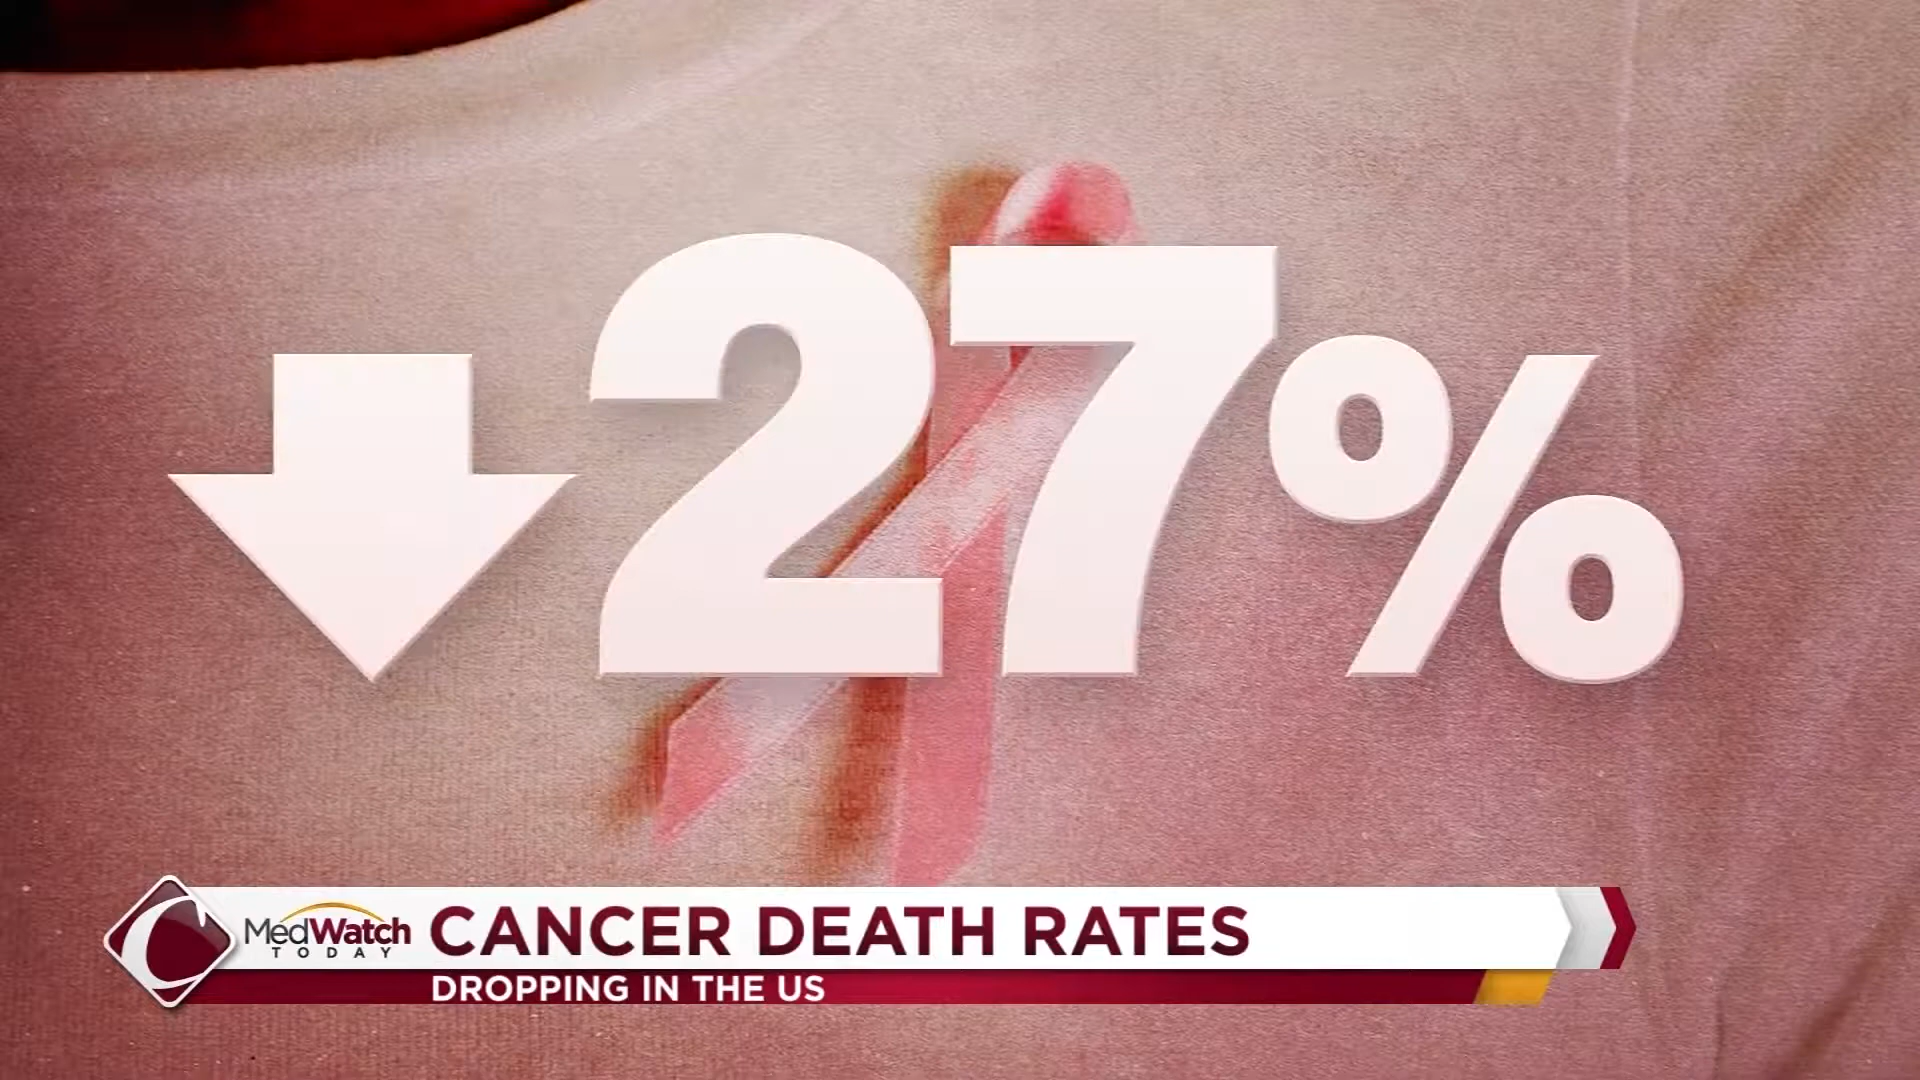 27%
MedWatch
TODAY
CANCER DEATH RATES
DROPPING IN THE US